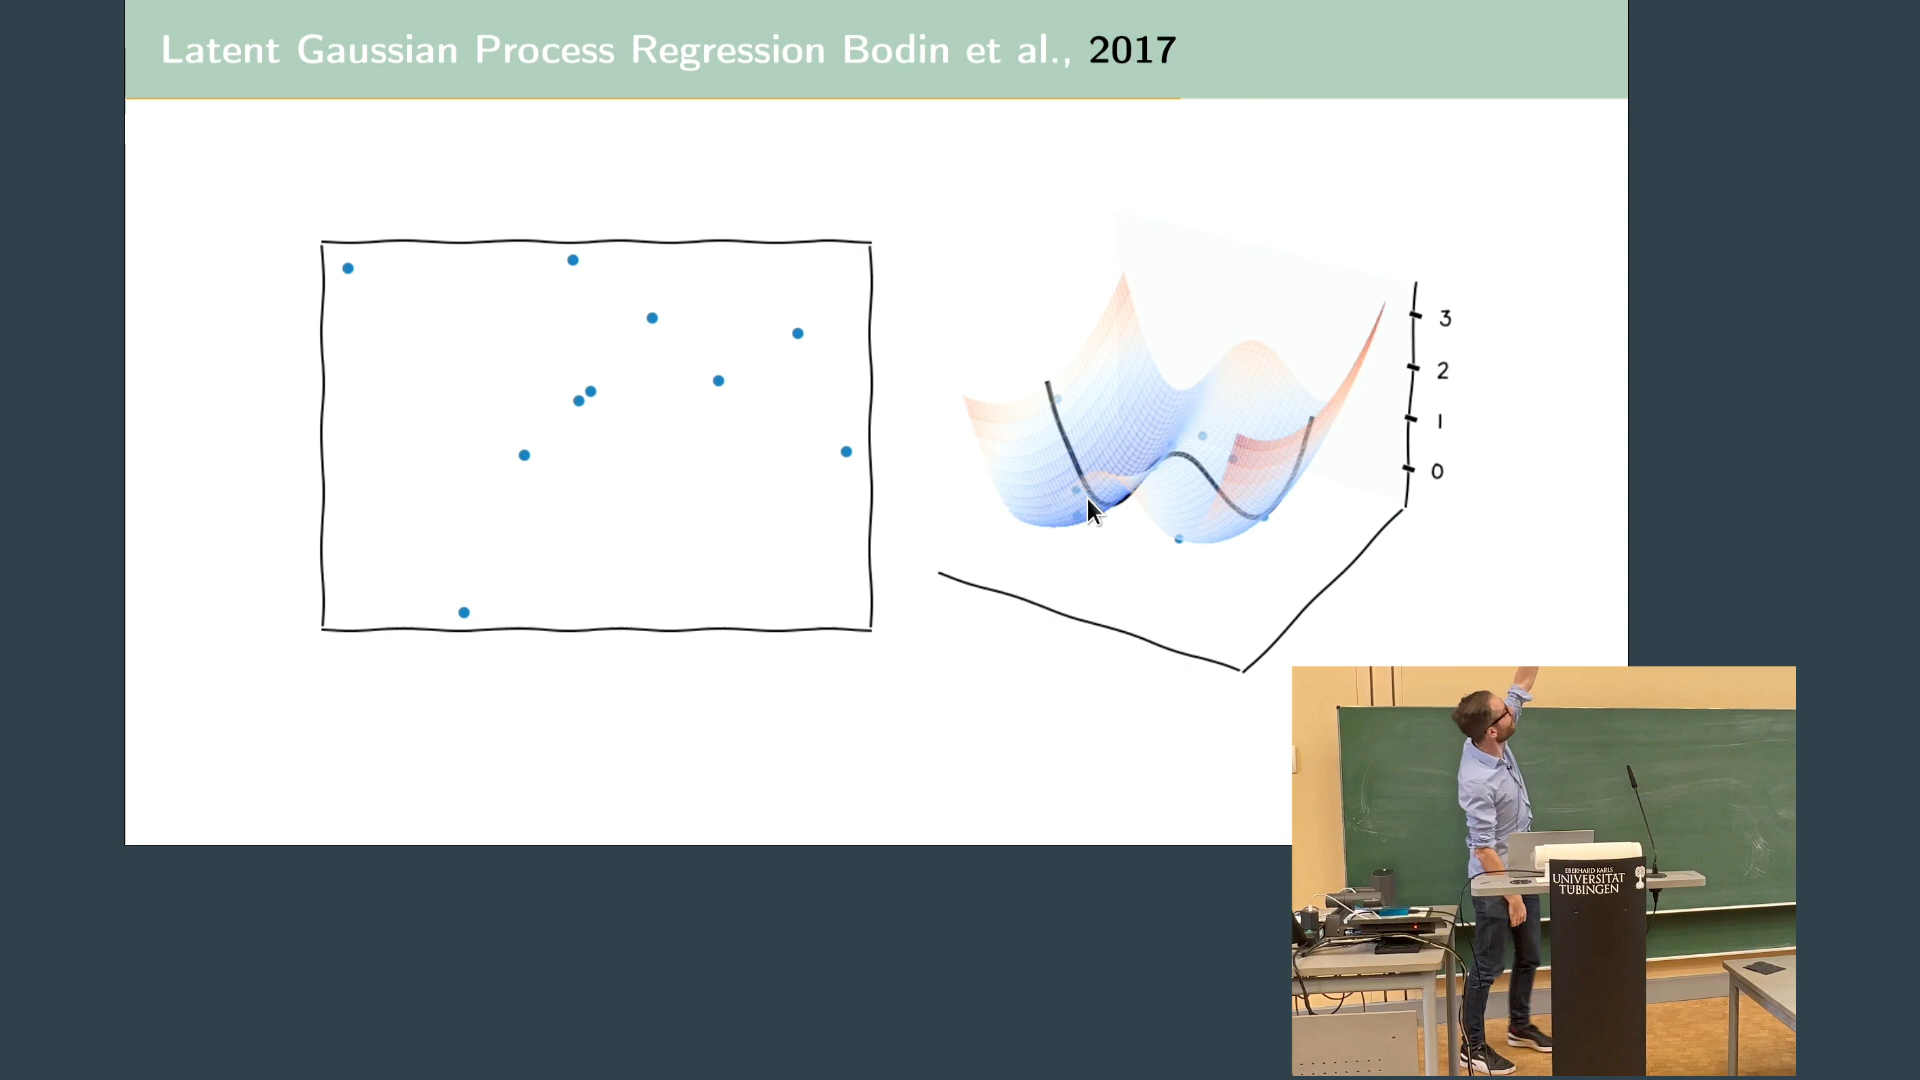 Latent Gaussian Process Regression Bodin et al., 2017
3
2
1
0
EBERHARD KARLS
UNIVERSITÄT
TÜBINGEN